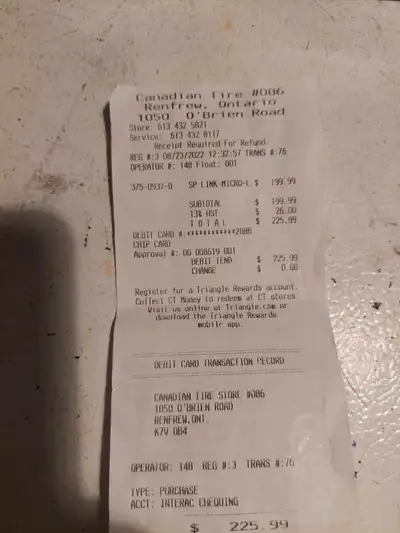 Canadian Tire #086
Renfrew, Ontario
1050 O'Brien Road
Store: 613 432 5821
Service: 613 432 8117
Receipt Required For Refund.
REG #:3 08/23/2022 12:32:57 TRANS #:76
OPERATOR #: 148 Float: 001
375-0937-0 SP LINK-MICRO-L $ 199.99
SUBTOTAL $ 199.99
13% HST $ 26.00
T O T A L $ 225.99
DEBIT CARD #:************2088
CHIP CARD
Approval #: 00 008619 001
DEBIT TEND $ 225.99
CHANGE $ 0.00
Register for a Triangle Rewards account.
Collect CT Money to redeem at CT stores
Visit us online at Triangle.com or
download the Triangle Rewards
mobile app.
DEBIT CARD TRANSACTION RECORD
CANADIAN TIRE STORE #086
1050 O'BRIEN ROAD
RENFREW,ONT.
K7V 0B4
OPERATOR: 148 REG #:3 TRANS #:76
TYPE: PURCHASE
ACCT: INTERAC CHEQUING
$ 225.99